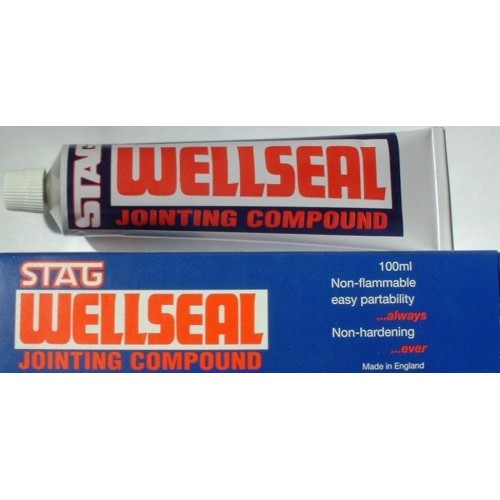 STAG
WELLSEAL
JOINTING COMPOUND
STAG
WELLSEAL
JOINTING COMPOUND
100ml
Non-flammable
easy partability
...always
Non-hardening
...ever
Made in England